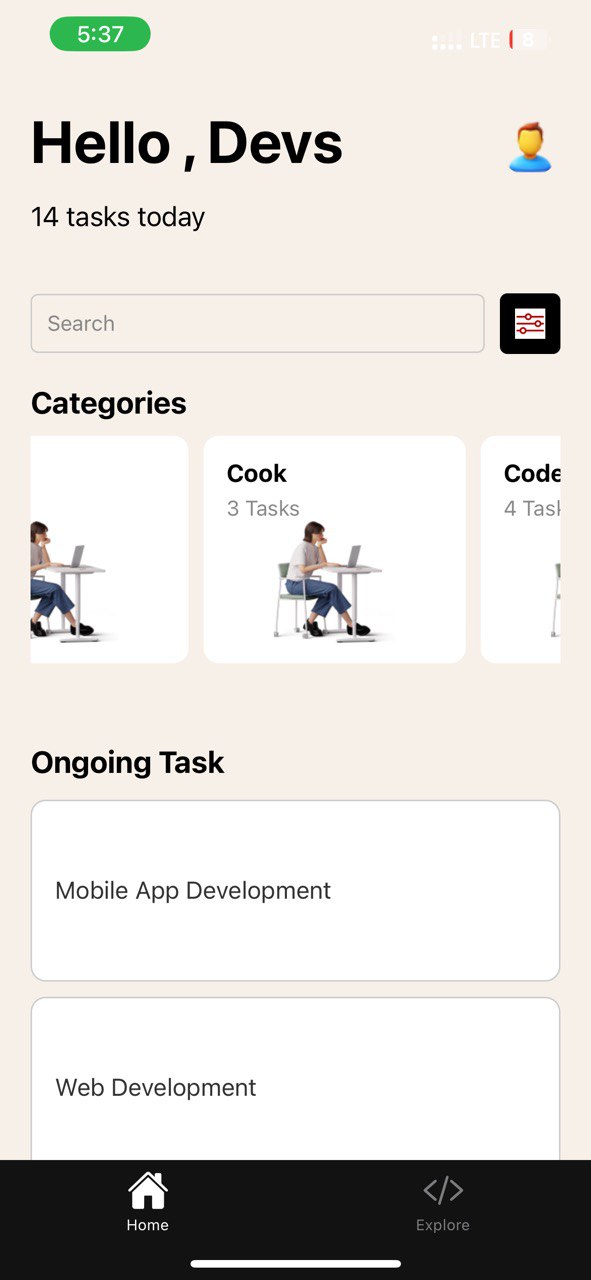 5:37
LTE 8
Hello , Devs
14 tasks today
Search
Categories
Cook
Code
3 Tasks
4 Task
Ongoing Task
Mobile App Development
Web Development
Home
Explore